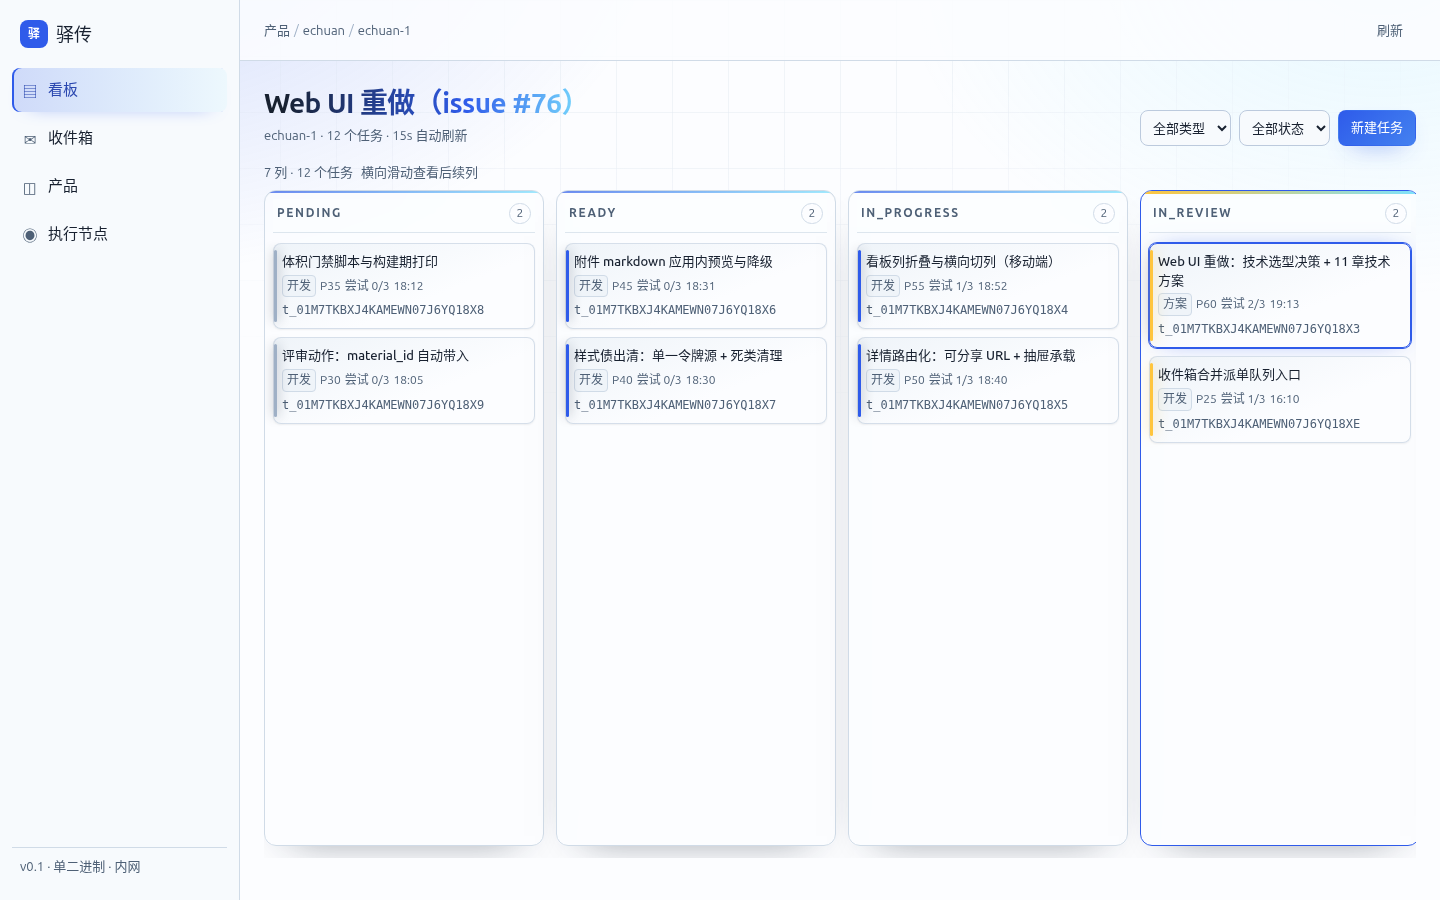 驿 驿传
看板
收件箱
产品
执行节点
v0.1 · 单二进制 · 内网
产品 / echuan / echuan-1
刷新
Web UI 重做（issue #76）
echuan-1 · 12 个任务 · 15s 自动刷新
全部类型
全部状态
新建任务
7 列 · 12 个任务 横向滑动查看后续列
PENDING 2
体积门禁脚本与构建期打印
开发 P35 尝试 0/3 18:12
t_01M7TKBXJ4KAMEWN07J6YQ18X8
评审动作：material_id 自动带入
开发 P30 尝试 0/3 18:05
t_01M7TKBXJ4KAMEWN07J6YQ18X9
READY 2
附件 markdown 应用内预览与降级
开发 P45 尝试 0/3 18:31
t_01M7TKBXJ4KAMEWN07J6YQ18X6
样式债出清：单一令牌源 + 死类清理
开发 P40 尝试 0/3 18:30
t_01M7TKBXJ4KAMEWN07J6YQ18X7
IN_PROGRESS 2
看板列折叠与横向切列（移动端）
开发 P55 尝试 1/3 18:52
t_01M7TKBXJ4KAMEWN07J6YQ18X4
详情路由化：可分享 URL + 抽屉承载
开发 P50 尝试 1/3 18:40
t_01M7TKBXJ4KAMEWN07J6YQ18X5
IN_REVIEW 2
Web UI 重做：技术选型决策 + 11 章技术
方案
方案 P60 尝试 2/3 19:13
t_01M7TKBXJ4KAMEWN07J6YQ18X3
收件箱合并派单队列入口
开发 P25 尝试 1/3 16:10
t_01M7TKBXJ4KAMEWN07J6YQ18XE